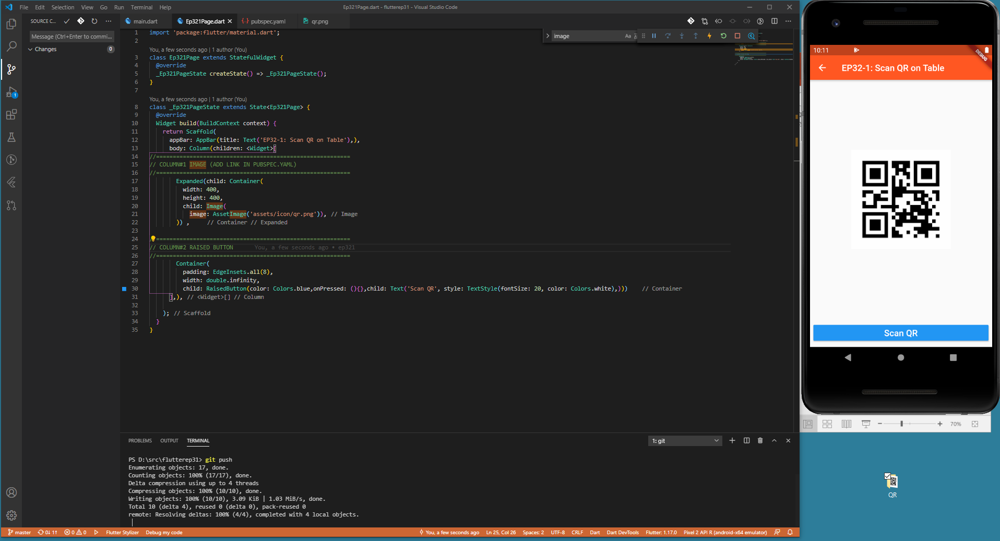 File Edit Selection View Go Run Terminal Help
Ep321Page.dart - flutterep31 - Visual Studio Code
SOURCE C...
Message (Ctrl+Enter to commi...
Changes 0
1
main.dart Ep321Page.dart pubspec.yaml qr.png
image Aa
1 import 'package:flutter/material.dart';
2
You, a few seconds ago | 1 author (You)
3 class Ep321Page extends StatefulWidget {
4 @override
5 _Ep321PageState createState() => _Ep321PageState();
6 }
7
You, a few seconds ago | 1 author (You)
8 class _Ep321PageState extends State<Ep321Page> {
9 @override
10 Widget build(BuildContext context) {
11 return Scaffold(
12 appBar: AppBar(title: Text('EP32-1: Scan QR on Table'),),
13 body: Column(children: <Widget>[
14 //==========================================================
15 // COLUMN#1 IMAGE (ADD LINK IN PUBSPEC.YAML)
16 //==========================================================
17 Expanded(child: Container(
18 width: 400,
19 height: 400,
20 child: Image(
21 image: AssetImage('assets/icon/qr.png')), // Image
22 )) , // Container // Expanded
23
24 /==========================================================
25 // COLUMN#2 RAISED BUTTON You, a few seconds ago • ep321
26 //==========================================================
27 Container(
28 padding: EdgeInsets.all(8),
29 width: double.infinity,
30 child: RaisedButton(color: Colors.blue,onPressed: (){},child: Text('Scan QR', style: TextStyle(fontSize: 20, color: Colors.white),))) // Container
31 ],), // <Widget>[] // Column
32
33 ); // Scaffold
34 }
35 }
PROBLEMS OUTPUT TERMINAL
1: git
PS D:\src\flutterep31> git push
Enumerating objects: 17, done.
Counting objects: 100% (17/17), done.
Delta compression using up to 4 threads
Compressing objects: 100% (10/10), done.
Writing objects: 100% (10/10), 3.09 KiB | 1.03 MiB/s, done.
Total 10 (delta 4), reused 0 (delta 0), pack-reused 0
remote: Resolving deltas: 100% (4/4), completed with 4 local objects.
master 0↓ 1↑ 0 0 Flutter Stylizer Debug my code
You, a few seconds ago Ln 25, Col 26 Spaces: 2 UTF-8 CRLF Dart Dart DevTools Flutter: 1.17.0 Pixel 2 API R (android-x64 emulator)
10:11
DEBUG
EP32-1: Scan QR on Table
Scan QR
70%
QR